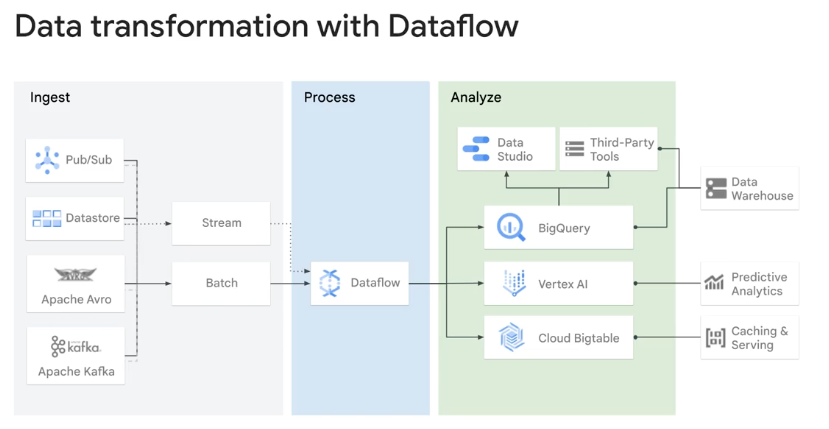 Data transformation with Dataflow
Ingest
Process
Analyze
Pub/Sub
Datastore
Apache Avro
kafka
Apache Kafka
Stream
Batch
Dataflow
Data
Studio
Third-Party
Tools
BigQuery
Vertex AI
Cloud Bigtable
Data
Warehouse
Predictive
Analytics
Caching &
Serving